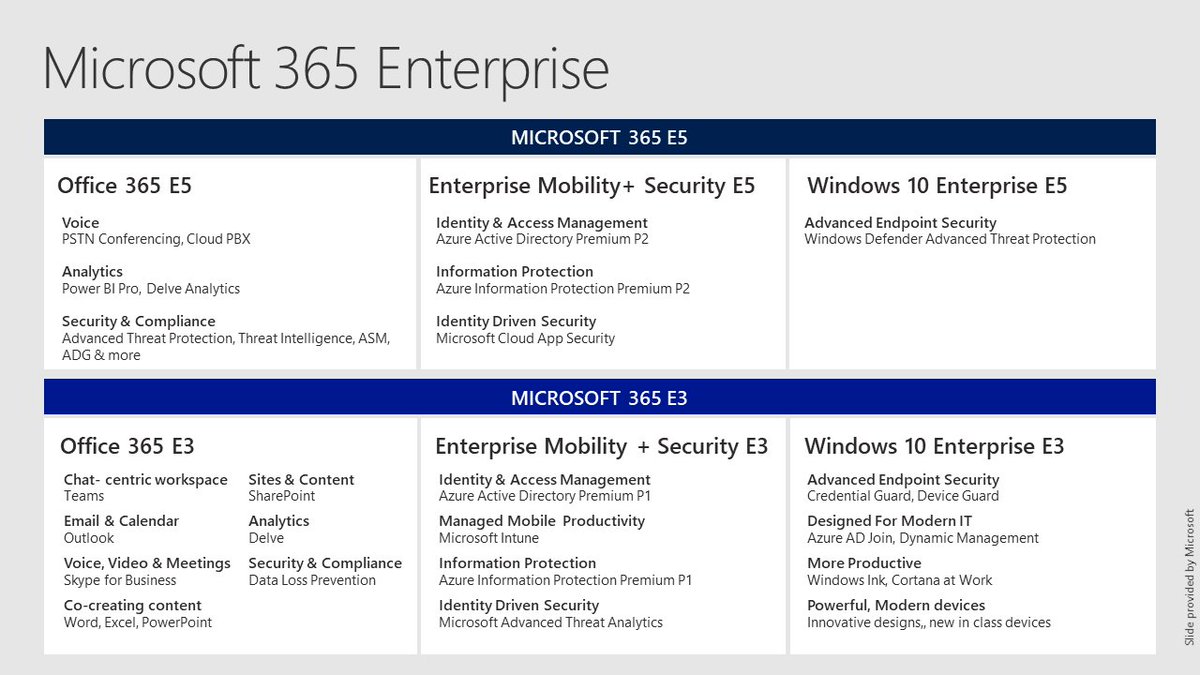 Microsoft 365 Enterprise
MICROSOFT 365 E5
Office 365 E5
Voice
PSTN Conferencing, Cloud PBX
Analytics
Power BI Pro, Delve Analytics
Security & Compliance
Advanced Threat Protection, Threat Intelligence, ASM,
ADG & more
Enterprise Mobility+ Security E5
Identity & Access Management
Azure Active Directory Premium P2
Information Protection
Azure Information Protection Premium P2
Identity Driven Security
Microsoft Cloud App Security
Windows 10 Enterprise E5
Advanced Endpoint Security
Windows Defender Advanced Threat Protection
MICROSOFT 365 E3
Office 365 E3
Chat- centric workspace
Teams
Email & Calendar
Outlook
Voice, Video & Meetings
Skype for Business
Co-creating content
Word, Excel, PowerPoint
Sites & Content
SharePoint
Analytics
Delve
Security & Compliance
Data Loss Prevention
Enterprise Mobility + Security E3
Identity & Access Management
Azure Active Directory Premium P1
Managed Mobile Productivity
Microsoft Intune
Information Protection
Azure Information Protection Premium P1
Identity Driven Security
Microsoft Advanced Threat Analytics
Windows 10 Enterprise E3
Advanced Endpoint Security
Credential Guard, Device Guard
Designed For Modern IT
Azure AD Join, Dynamic Management
More Productive
Windows Ink, Cortana at Work
Powerful, Modern devices
Innovative designs,, new in class devices
Slide provided by Microsoft